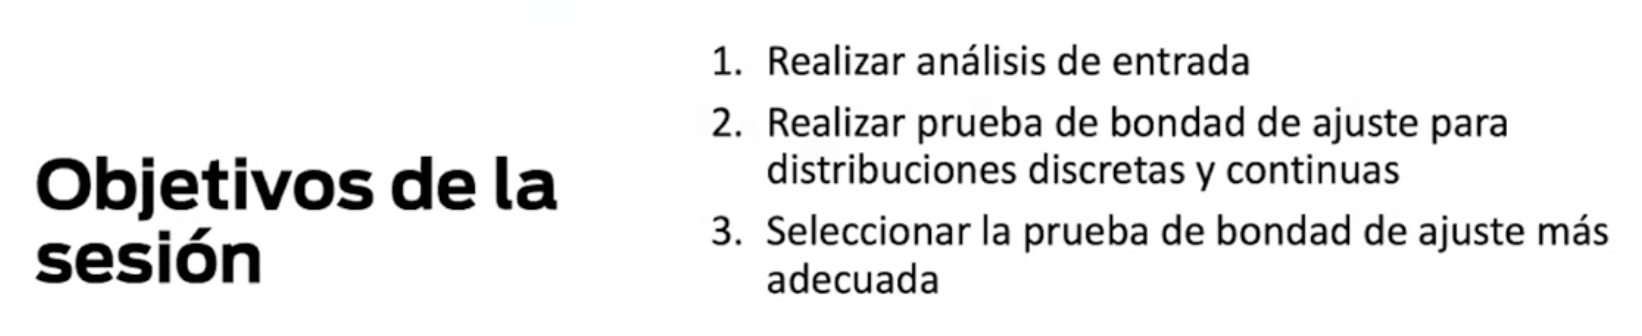 Objetivos de la
sesión
1. Realizar análisis de entrada
2. Realizar prueba de bondad de ajuste para
distribuciones discretas y continuas
3. Seleccionar la prueba de bondad de ajuste más
adecuada